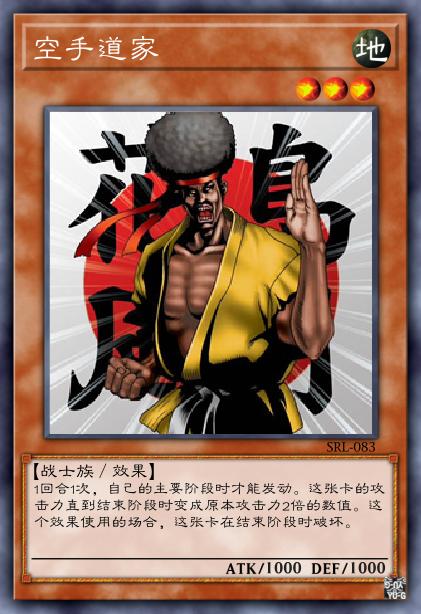 空手道家
地
花鳥
風月
SRL-083
【战士族／效果】
1回合1次，自己的主要阶段时才能发动。这张卡的攻
击力直到结束阶段时变成原本攻击力2倍的数值。这
个效果使用的场合，这张卡在结束阶段时破坏。
ATK/1000 DEF/1000